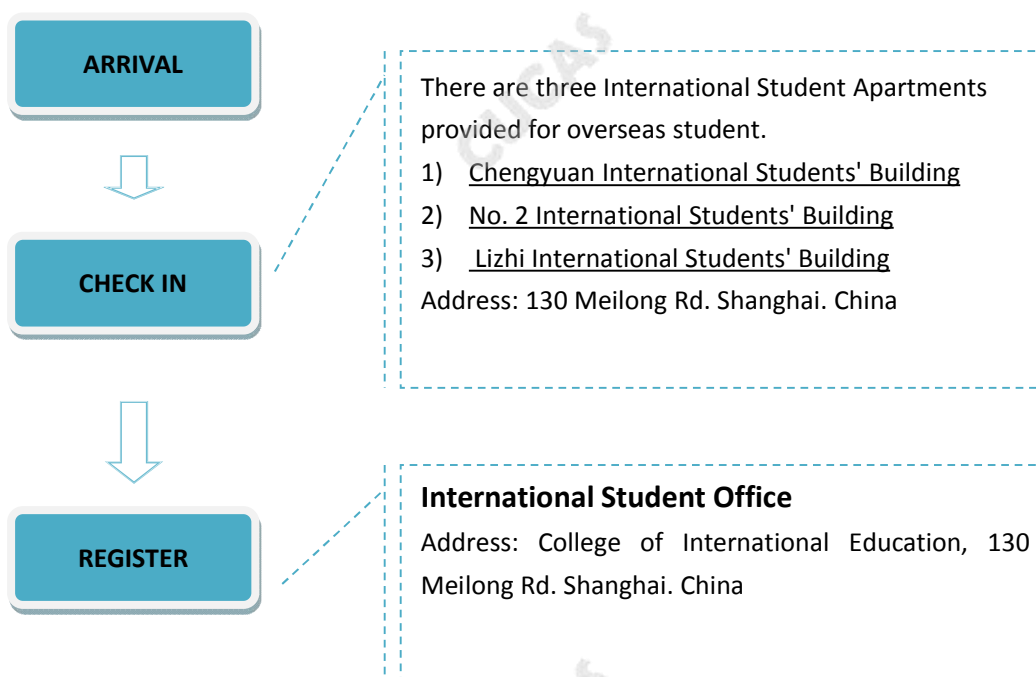 ARRIVAL
CUCAS
There are three International Student Apartments
provided for overseas student.
1) Chengyuan International Students' Building
2) No. 2 International Students' Building
CHECK IN
3) Lizhi International Students' Building
Address: 130 Meilong Rd. Shanghai. China
International Student Office
Address: College of International Education, 130
REGISTER
Meilong Rd. Shanghai. China